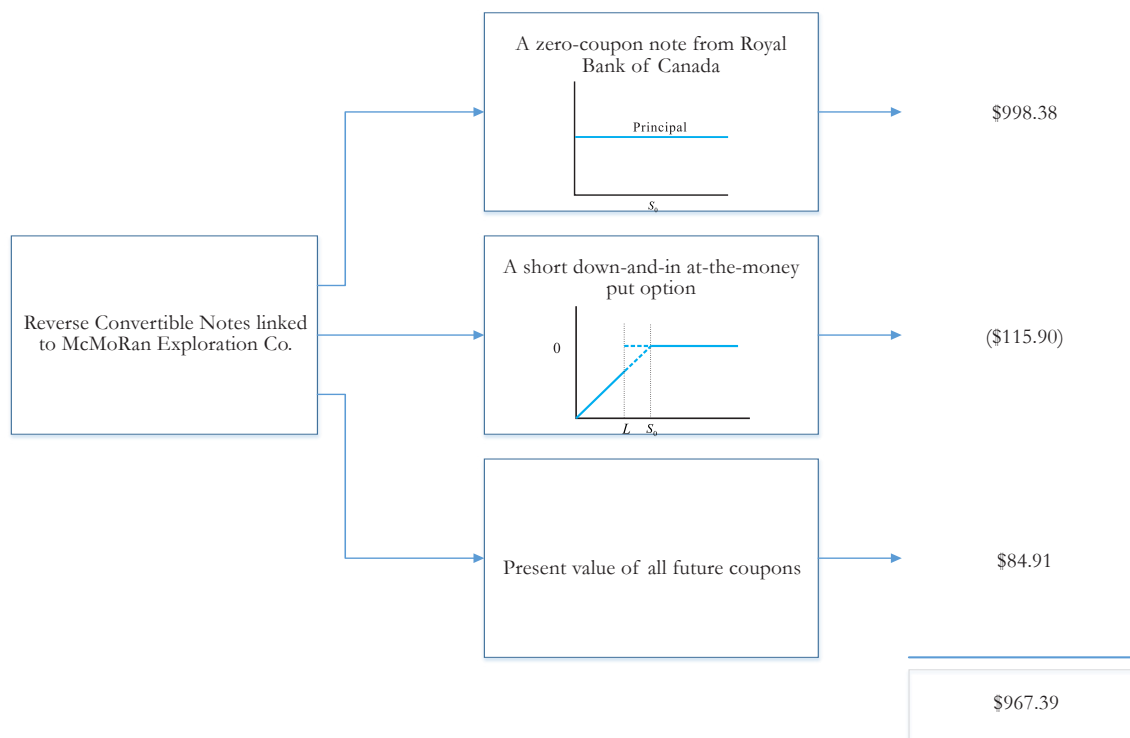 A zero-coupon note from Royal
Bank of Canada
Principal
S₀
$998.38
Reverse Convertible Notes linked
to McMoRan Exploration Co.
A short down-and-in at-the-money
put option
0
L S₀
($115.90)
Present value of all future coupons
$84.91
$967.39